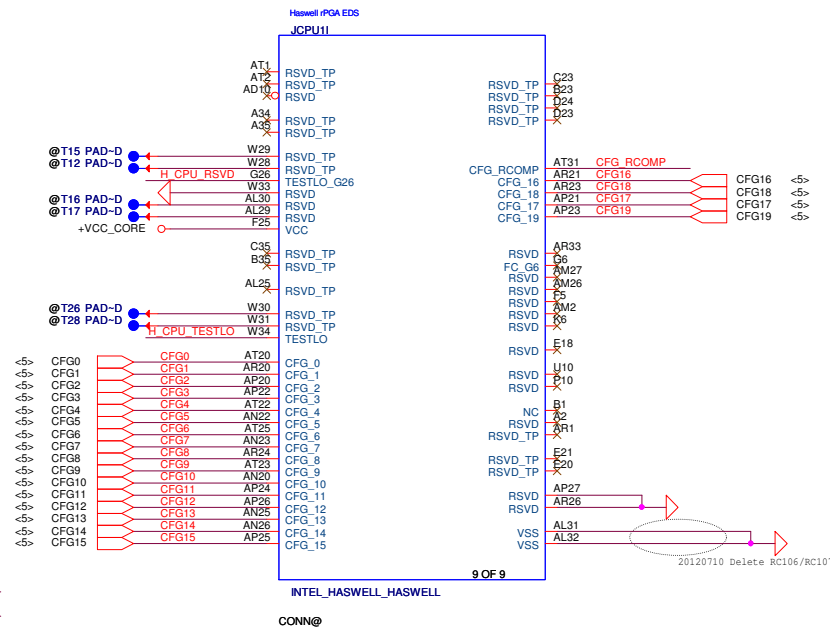 Haswell rPGA EDS
JCPU1I
AT1 RSVD_TP
AT2 RSVD_TP
AD10 RSVD
A34 RSVD_TP
A35 RSVD_TP
@T15 PAD~D W29 RSVD_TP
@T12 PAD~D W28 RSVD_TP
H_CPU_RSVD G26 TESTLO_G26
W33 RSVD
@T16 PAD~D AL30 RSVD
@T17 PAD~D AL29 RSVD
+VCC_CORE F25 VCC
C35 RSVD_TP
B35 RSVD_TP
AL25 RSVD_TP
@T26 PAD~D W30 RSVD_TP
@T28 PAD~D W31 RSVD_TP
H_CPU_TESTLO W34 TESTLO
<5> CFG0 CFG0 AT20 CFG_0
<5> CFG1 CFG1 AR20 CFG_1
<5> CFG2 CFG2 AP20 CFG_2
<5> CFG3 CFG3 AP22 CFG_3
<5> CFG4 CFG4 AT22 CFG_4
<5> CFG5 CFG5 AN22 CFG_5
<5> CFG6 CFG6 AT25 CFG_6
<5> CFG7 CFG7 AN23 CFG_7
<5> CFG8 CFG8 AR24 CFG_8
<5> CFG9 CFG9 AT23 CFG_9
<5> CFG10 CFG10 AN20 CFG_10
<5> CFG11 CFG11 AP24 CFG_11
<5> CFG12 CFG12 AP26 CFG_12
<5> CFG13 CFG13 AN25 CFG_13
<5> CFG14 CFG14 AN26 CFG_14
<5> CFG15 CFG15 AP25 CFG_15
RSVD_TP C23
RSVD_TP B23
RSVD_TP D24
RSVD_TP D23
CFG_RCOMP AT31 CFG_RCOMP
CFG_16 AR21 CFG16 CFG16 <5>
CFG_18 AR23 CFG18 CFG18 <5>
CFG_17 AP21 CFG17 CFG17 <5>
CFG_19 AP23 CFG19 CFG19 <5>
RSVD AR33
FC_G6 G6
RSVD AM27
RSVD AM26
RSVD F5
RSVD AM2
RSVD K6
RSVD E18
RSVD U10
RSVD P10
NC B1
RSVD A2
RSVD_TP AR1
RSVD_TP E21
RSVD_TP E20
RSVD AP27
RSVD AR26
VSS AL31
VSS AL32
20120710 Delete RC106/RC107
9 OF 9
INTEL_HASWELL_HASWELL
CONN@